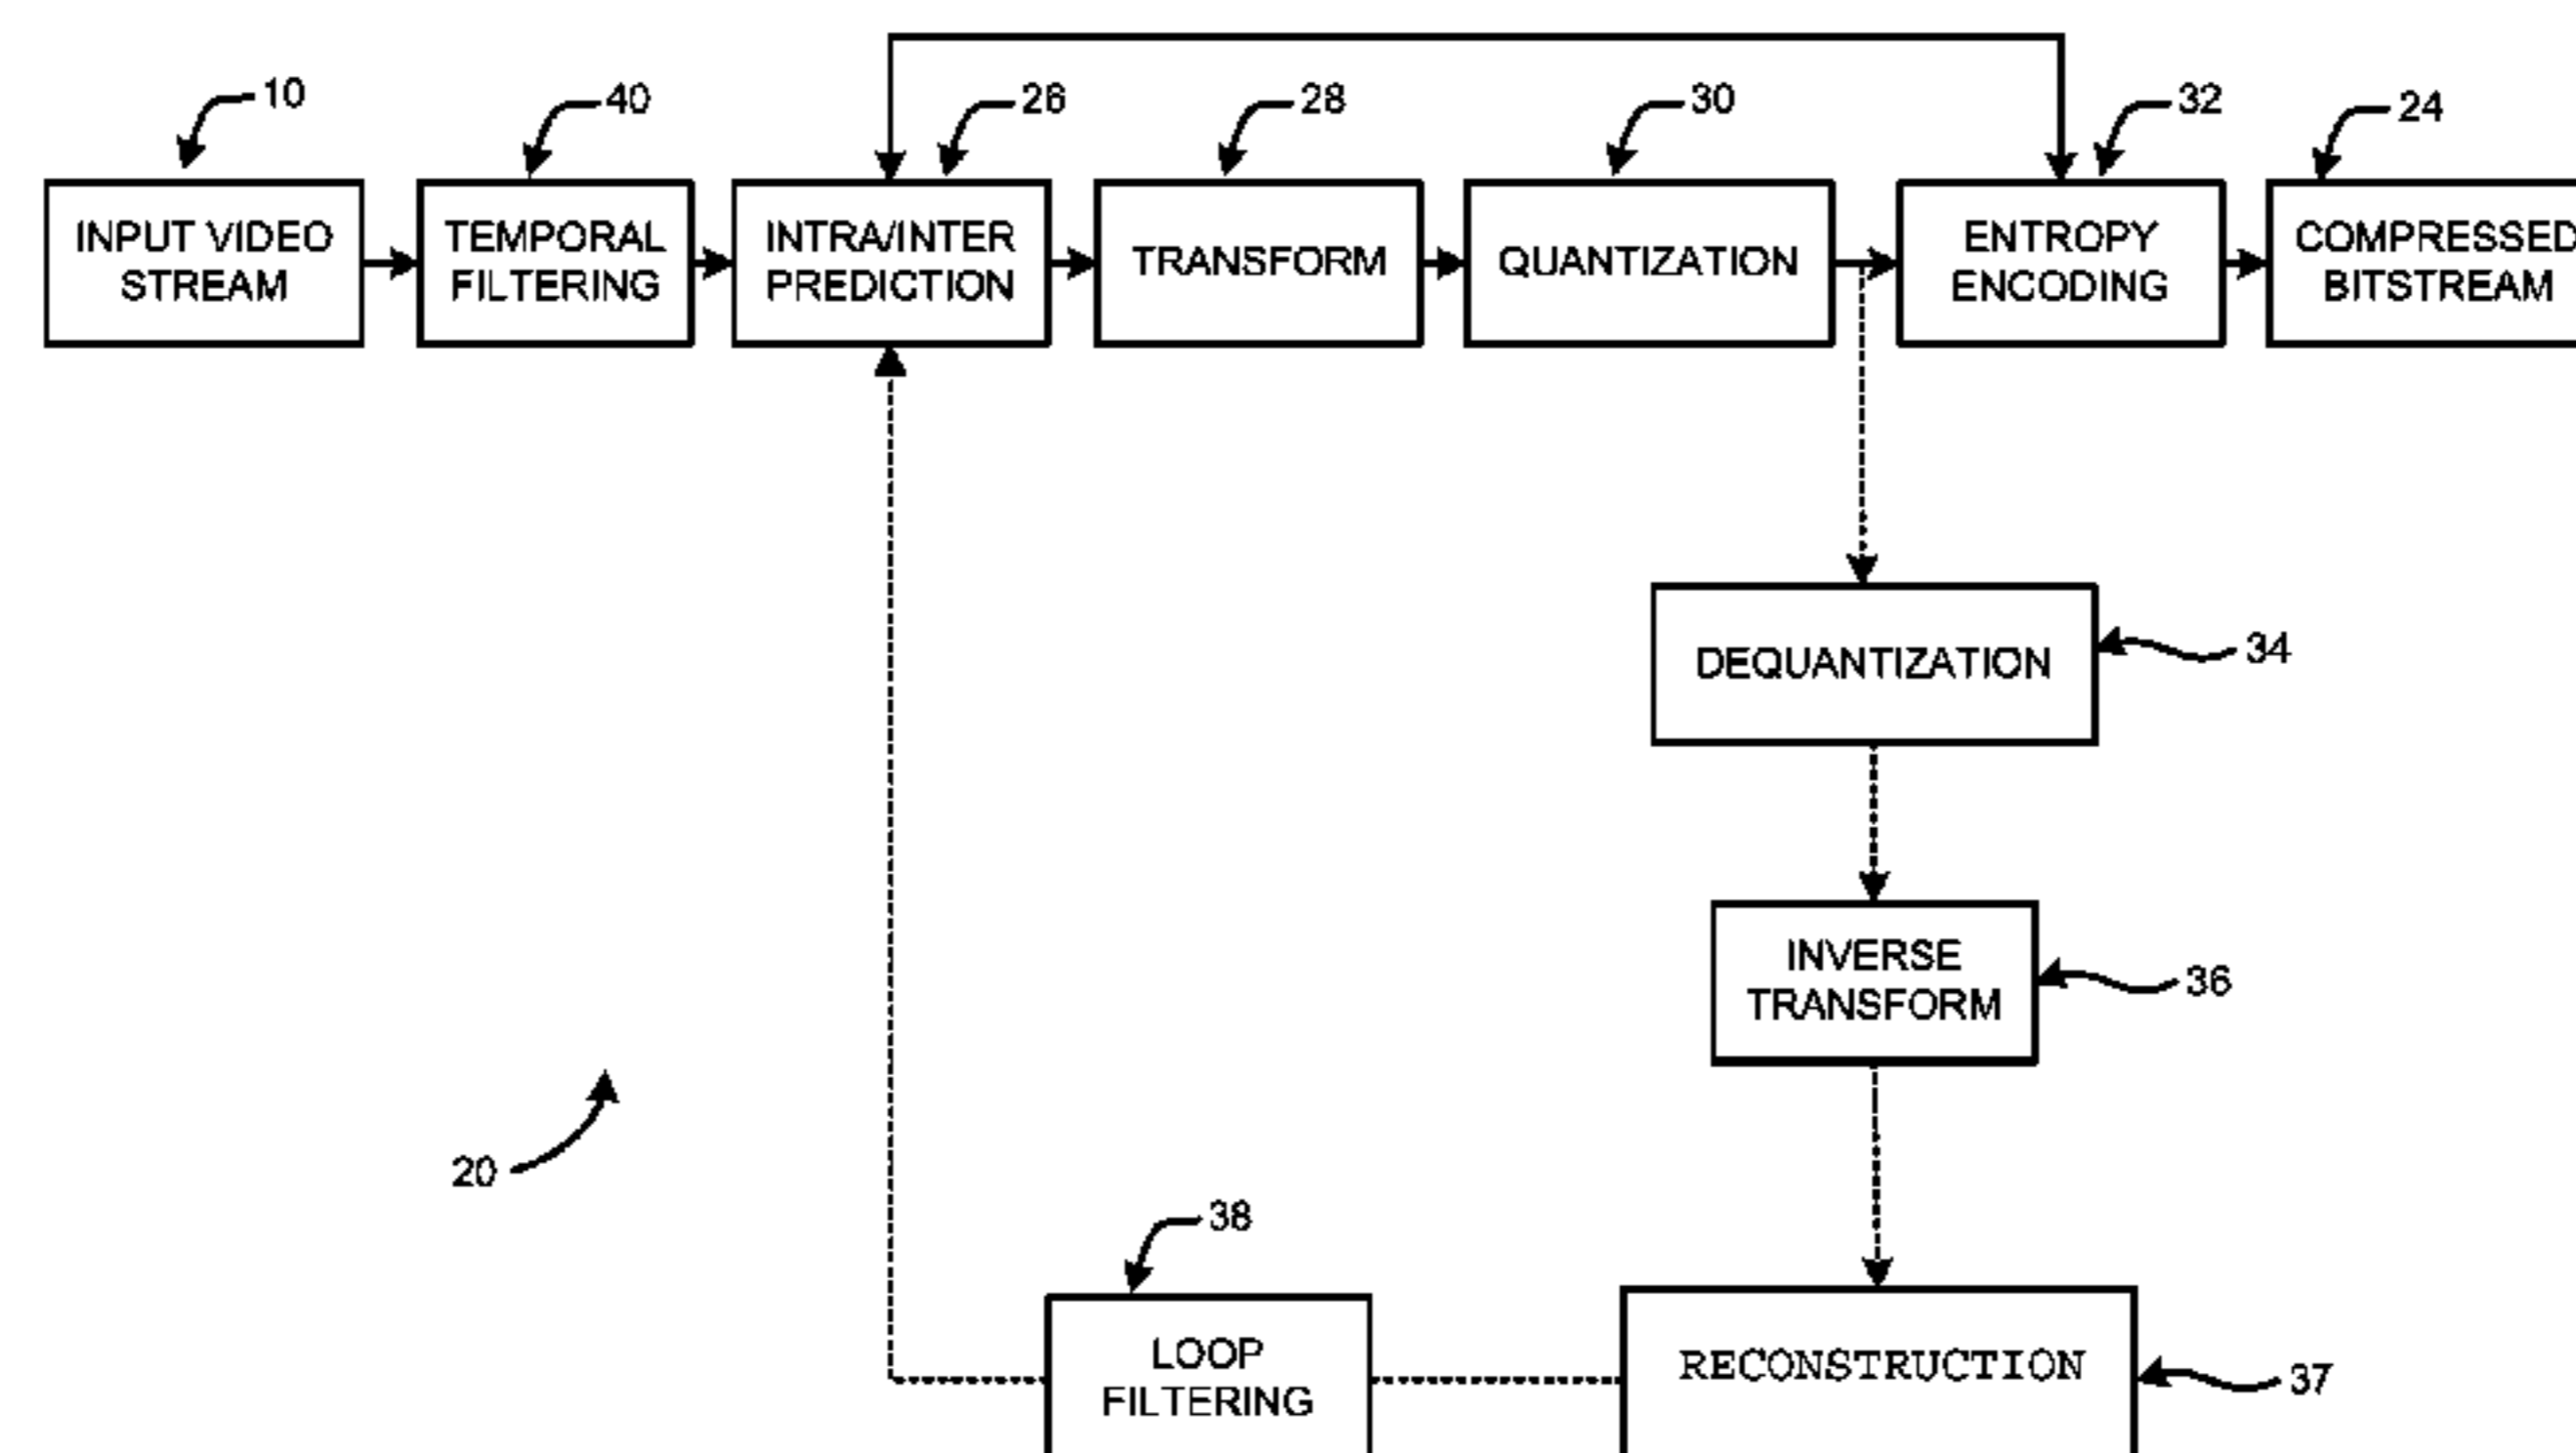 10
40
26
28
30
32
24
INPUT VIDEO
STREAM
TEMPORAL
FILTERING
INTRA/INTER
PREDICTION
TRANSFORM
QUANTIZATION
ENTROPY
ENCODING
COMPRESSED
BITSTREAM
DEQUANTIZATION
34
INVERSE
TRANSFORM
36
20
38
LOOP
FILTERING
RECONSTRUCTION
37